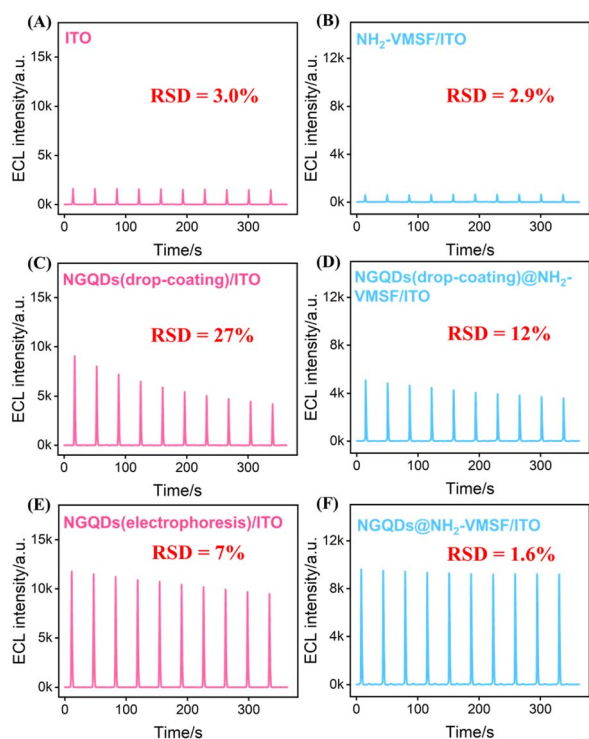 (A)
ITO
RSD = 3.0%
ECL intensity/a.u.
15k
10k
5k
0k
0 100 200 300
Time/s
(B)
NH₂-VMSF/ITO
RSD = 2.9%
ECL intensity/a.u.
12k
8k
4k
0k
0 100 200 300
Time/s
(C)
NGQDs(drop-coating)/ITO
RSD = 27%
ECL intensity/a.u.
15k
10k
5k
0k
0 100 200 300
Time/s
(D)
NGQDs(drop-coating)@NH₂-
VMSF/ITO
RSD = 12%
ECL intensity/a.u.
12k
8k
4k
0k
0 100 200 300
Time/s
(E)
NGQDs(electrophoresis)/ITO
RSD = 7%
ECL intensity/a.u.
15k
10k
5k
0k
0 100 200 300
Time/s
(F)
NGQDs@NH₂-VMSF/ITO
RSD = 1.6%
ECL intensity/a.u.
12k
8k
4k
0k
0 100 200 300
Time/s